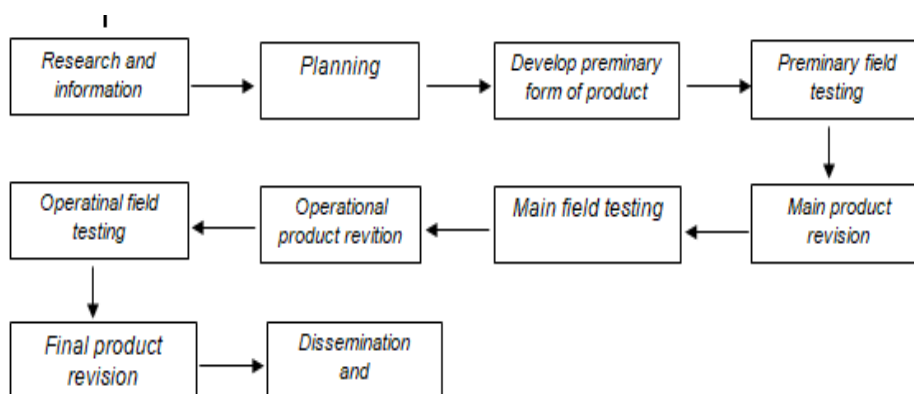 Research and
information
Planning
Develop preminary
form of product
Preminary field
testing
Main product
revision
Main field testing
Operational
product revition
Operatinal field
testing
Final product
revision
Dissemination
and